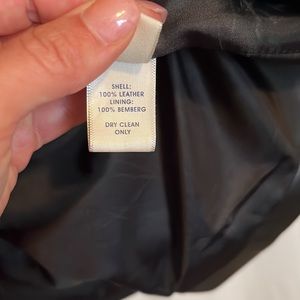 SHELL:
100% LEATHER
LINING:
100% BEMBERG
DRY CLEAN
ONLY